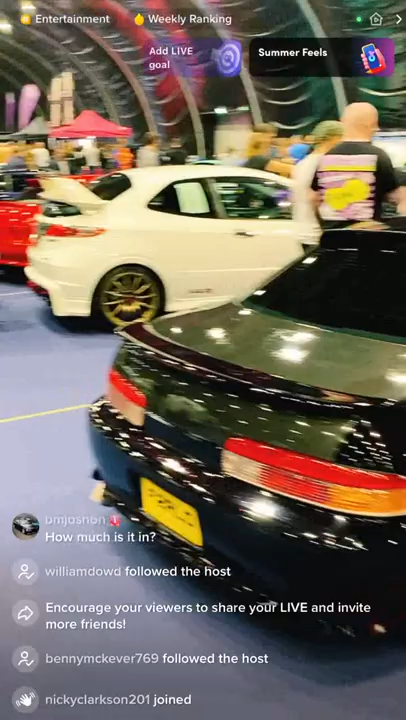 Entertainment
Weekly Ranking
Add LIVE
goal
Summer Feels
bmjosh6n
How much is it in?
williamdowd followed the host
Encourage your viewers to share your LIVE and invite
more friends!
bennymckever769 followed the host
nickyclarkson201 joined